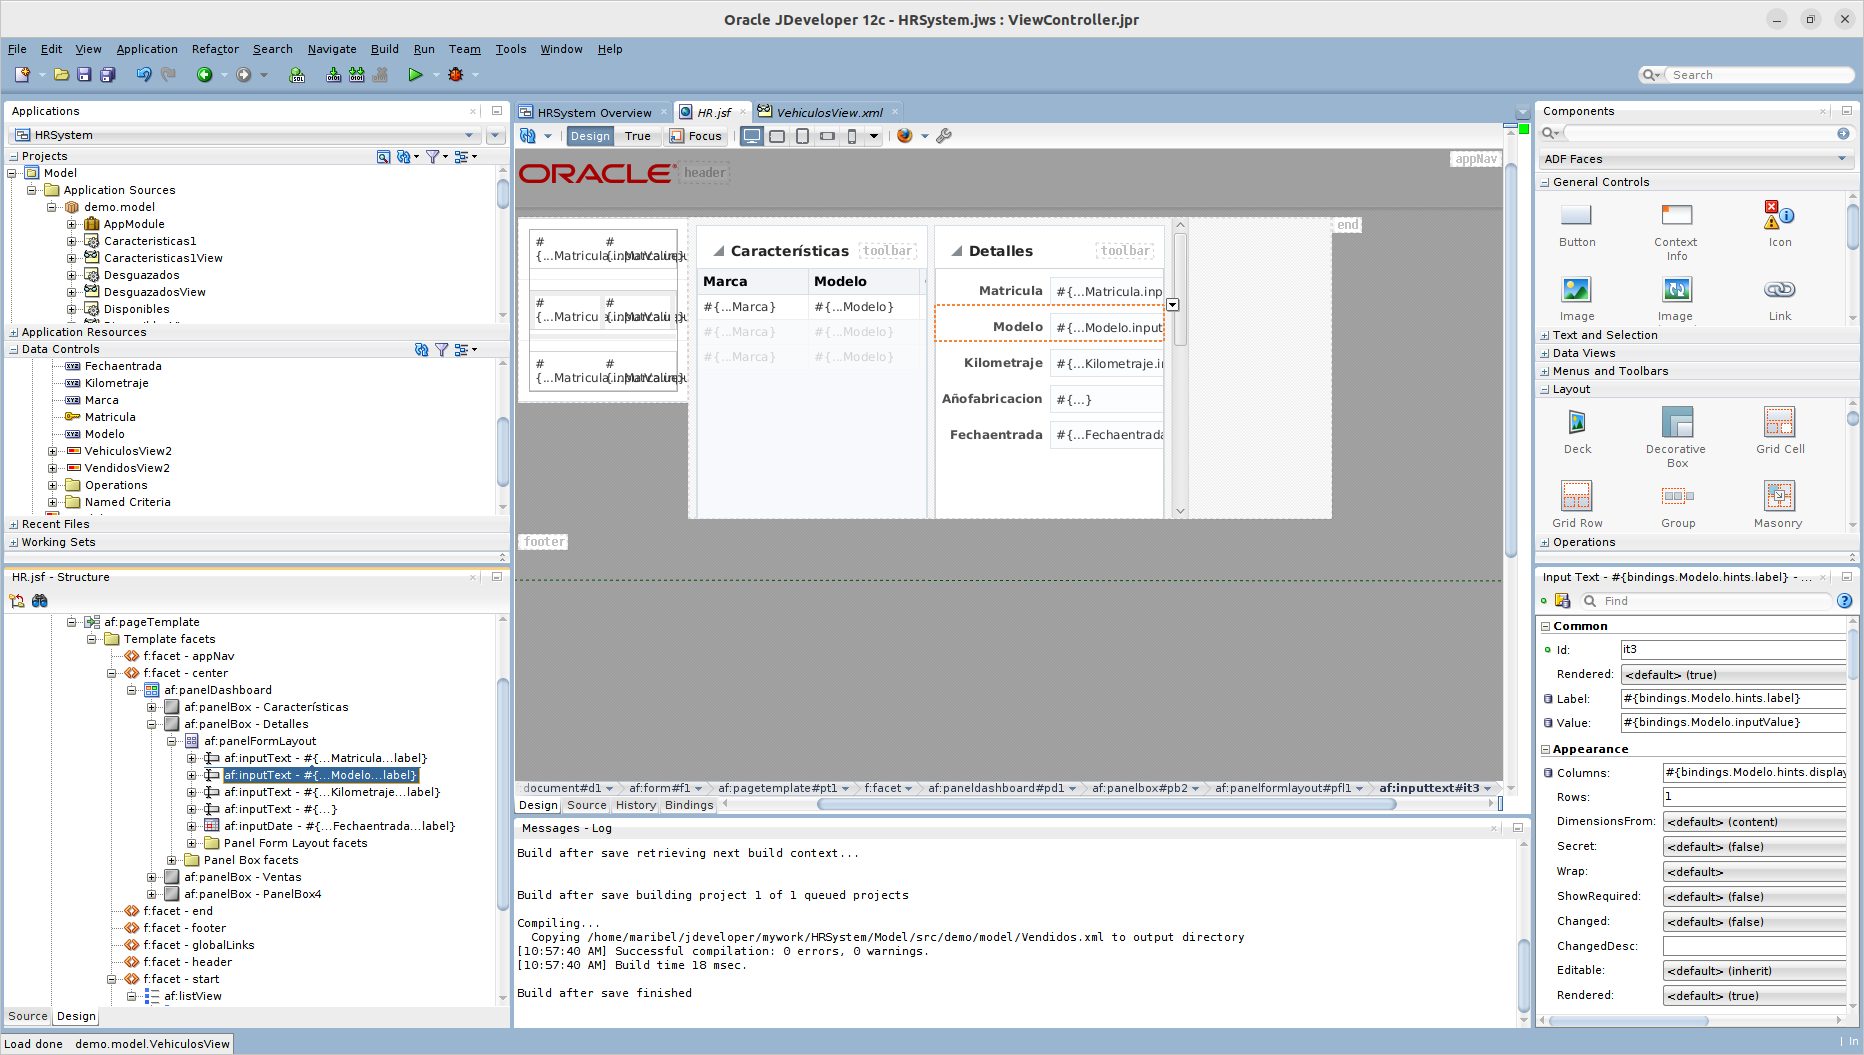 Oracle JDeveloper 12c - HRSystem.jws : ViewController.jpr
File Edit View Application Refactor Search Navigate Build Run Team Tools Window Help
Search
Applications
HRSystem
Projects
Model
Application Sources
demo.model
AppModule
Caracteristicas1
Caracteristicas1View
Desguazados
DesguazadosView
Disponibles
Application Resources
Data Controls
Fechaentrada
Kilometraje
Marca
Matricula
Modelo
VehiculosView2
VendidosView2
Operations
Named Criteria
Recent Files
Working Sets
HR.jsf - Structure
af:pageTemplate
Template facets
f:facet - appNav
f:facet - center
af:panelDashboard
af:panelBox - Características
af:panelBox - Detalles
af:panelFormLayout
af:inputText - #{...Matricula...label}
af:inputText - #{...Modelo...label}
af:inputText - #{...Kilometraje...label}
af:inputText - #{...}
af:inputDate - #{...Fechaentrada...label}
Panel Form Layout facets
Panel Box facets
af:panelBox - Ventas
af:panelBox - PanelBox4
f:facet - end
f:facet - footer
f:facet - globalLinks
f:facet - header
f:facet - start
af:listView
Source Design
Load done demo.model.VehiculosView
HRSystem Overview HR.jsf VehiculosView.xml
Design True Focus
ORACLE header
appNav
end
Características toolbar
Marca Modelo
#{...Marca} #{...Modelo}
#{...Marca} #{...Modelo}
#{...Marca} #{...Modelo}
Detalles toolbar
Matricula #{...Matricula.inp
Modelo #{...Modelo.input
Kilometraje #{...Kilometraje.i
Añofabricacion #{...}
Fechaentrada #{...Fechaentrada
footer
document#d1 af:form#f1 af:pagetemplate#pt1 f:facet af:paneldashboard#pd1 af:panelbox#pb2 af:panelformlayout#pfl1 af:inputtext#it3
Design Source History Bindings
Messages - Log
Build after save retrieving next build context...
Build after save building project 1 of 1 queued projects
Compiling...
Copying /home/maribel/jdeveloper/mywork/HRSystem/Model/src/demo/model/Vendidos.xml to output directory
[10:57:40 AM] Successful compilation: 0 errors, 0 warnings.
[10:57:40 AM] Build time 18 msec.
Build after save finished
Components
ADF Faces
General Controls
Button Context Info Icon
Image Image Link
Text and Selection
Data Views
Menus and Toolbars
Layout
Deck Decorative Box Grid Cell
Grid Row Group Masonry
Operations
Input Text - #{bindings.Modelo.hints.label} - ...
Find
Common
Id: it3
Rendered: <default> (true)
Label: #{bindings.Modelo.hints.label}
Value: #{bindings.Modelo.inputValue}
Appearance
Columns: #{bindings.Modelo.hints.display
Rows: 1
DimensionsFrom: <default> (content)
Secret: <default> (false)
Wrap: <default>
ShowRequired: <default> (false)
Changed: <default> (false)
ChangedDesc:
Editable: <default> (inherit)
Rendered: <default> (true)
In